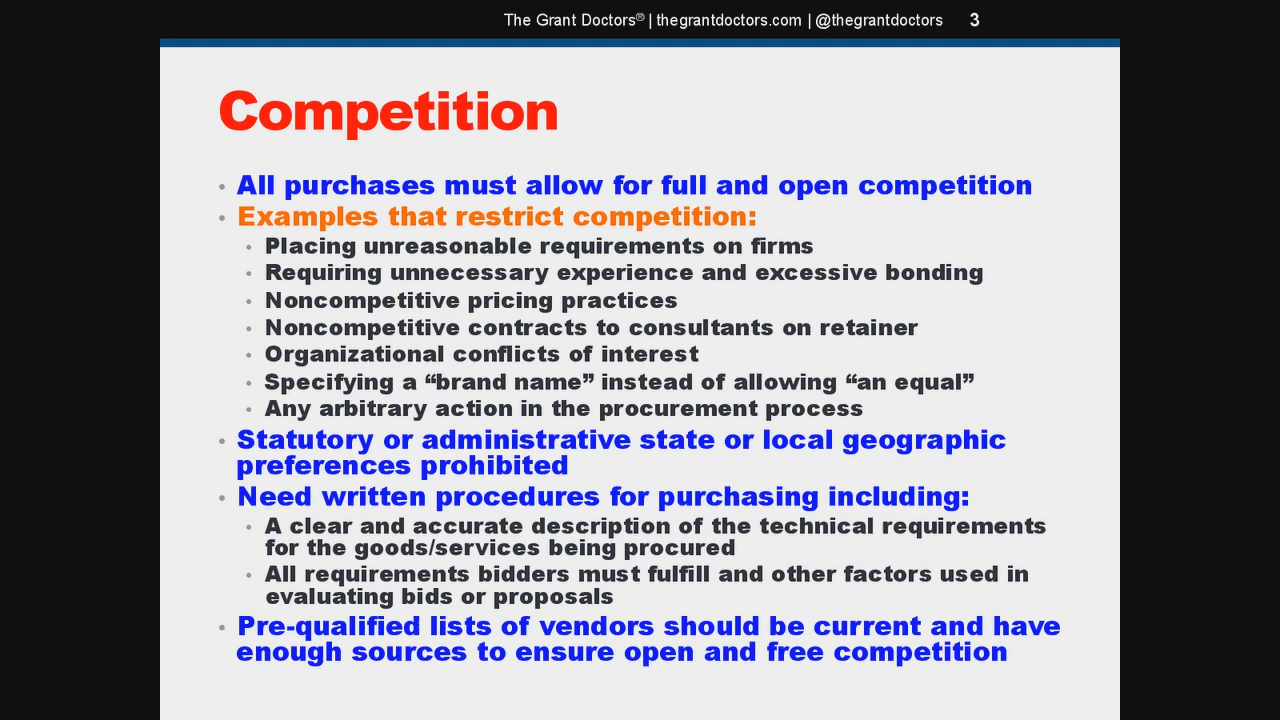 The Grant Doctors® | thegrantdoctors.com | @thegrantdoctors 3
Competition
• All purchases must allow for full and open competition
• Examples that restrict competition:
• Placing unreasonable requirements on firms
• Requiring unnecessary experience and excessive bonding
• Noncompetitive pricing practices
• Noncompetitive contracts to consultants on retainer
• Organizational conflicts of interest
• Specifying a “brand name” instead of allowing “an equal”
• Any arbitrary action in the procurement process
• Statutory or administrative state or local geographic
preferences prohibited
• Need written procedures for purchasing including:
• A clear and accurate description of the technical requirements
for the goods/services being procured
• All requirements bidders must fulfill and other factors used in
evaluating bids or proposals
• Pre-qualified lists of vendors should be current and have
enough sources to ensure open and free competition